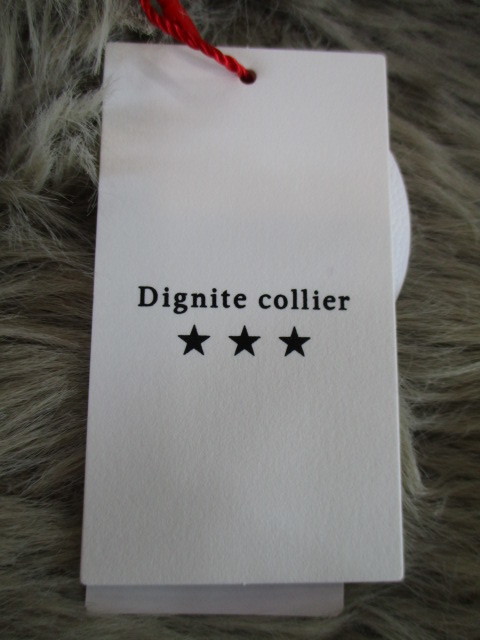 Dignite collier
★ ★ ★